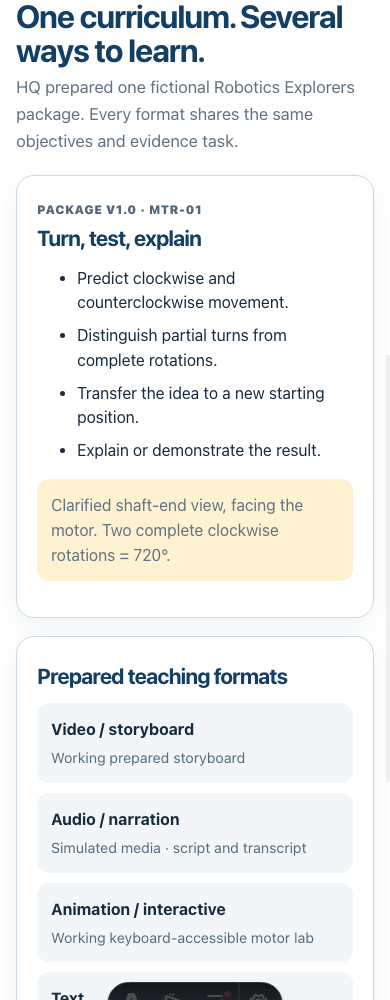 One curriculum. Several
ways to learn.
HQ prepared one fictional Robotics Explorers
package. Every format shares the same
objectives and evidence task.
PACKAGE V1.0 · MTR-01
Turn, test, explain
• Predict clockwise and
counterclockwise movement.
• Distinguish partial turns from
complete rotations.
• Transfer the idea to a new starting
position.
• Explain or demonstrate the result.
Clarified shaft-end view, facing the
motor. Two complete clockwise
rotations = 720°.
Prepared teaching formats
Video / storyboard
Working prepared storyboard
Audio / narration
Simulated media · script and transcript
Animation / interactive
Working keyboard-accessible motor lab
Text